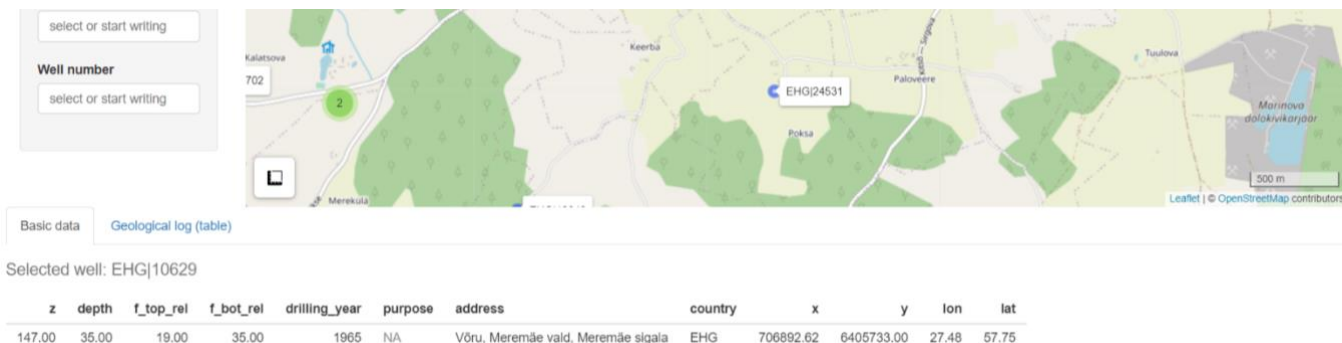 select or start writing
Well number
select or start writing
Kalatsova
702
2
Keerba
EHG|24531
Poksa
Paloveere
Tuulova
Marinova
dolokivikarjäär
Merekülä
500 m
Leaflet | © OpenStreetMap contributors
Basic data Geological log (table)
Selected well: EHG|10629
z depth f_top_rel f_bot_rel drilling_year purpose address country x y lon lat
147.00 35.00 19.00 35.00 1965 NA Võru, Meremäe vald, Meremäe sigala EHG 706892.62 6405733.00 27.48 57.75